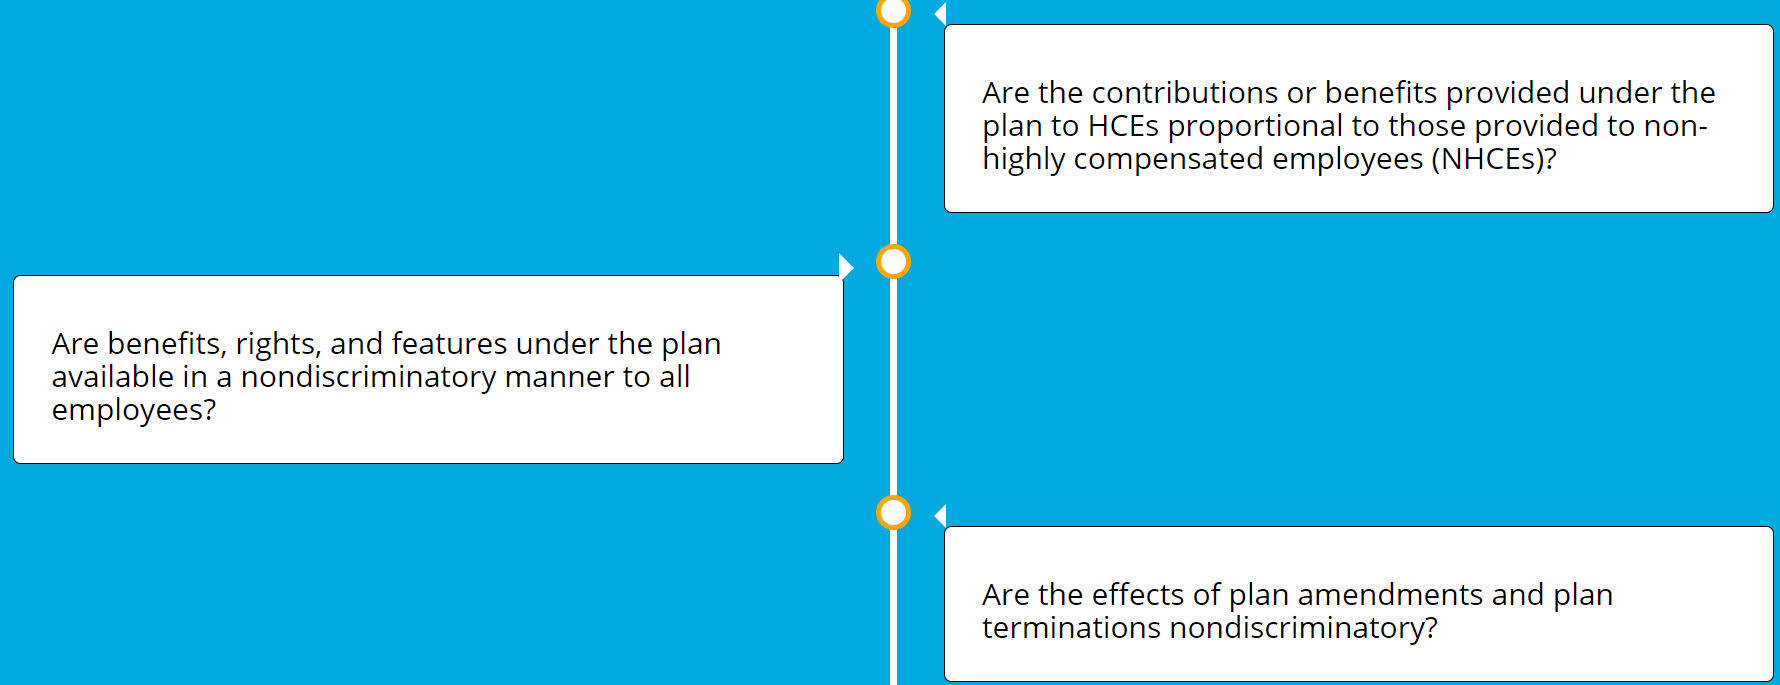 Are the contributions or benefits provided under the
plan to HCEs proportional to those provided to non-
highly compensated employees (NHCEs)?
Are benefits, rights, and features under the plan
available in a nondiscriminatory manner to all
employees?
Are the effects of plan amendments and plan
terminations nondiscriminatory?